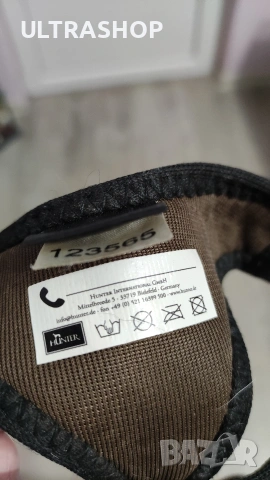 ULTRASHOP
123565
HUNTER INTERNATIONAL GmbH
Mittelbreede 5 - 33719 Bielefeld - Germany
info@hunter.de - fon +49 (0) 521 16399 100 - www.hunter.de
HUNTER
BAZAR